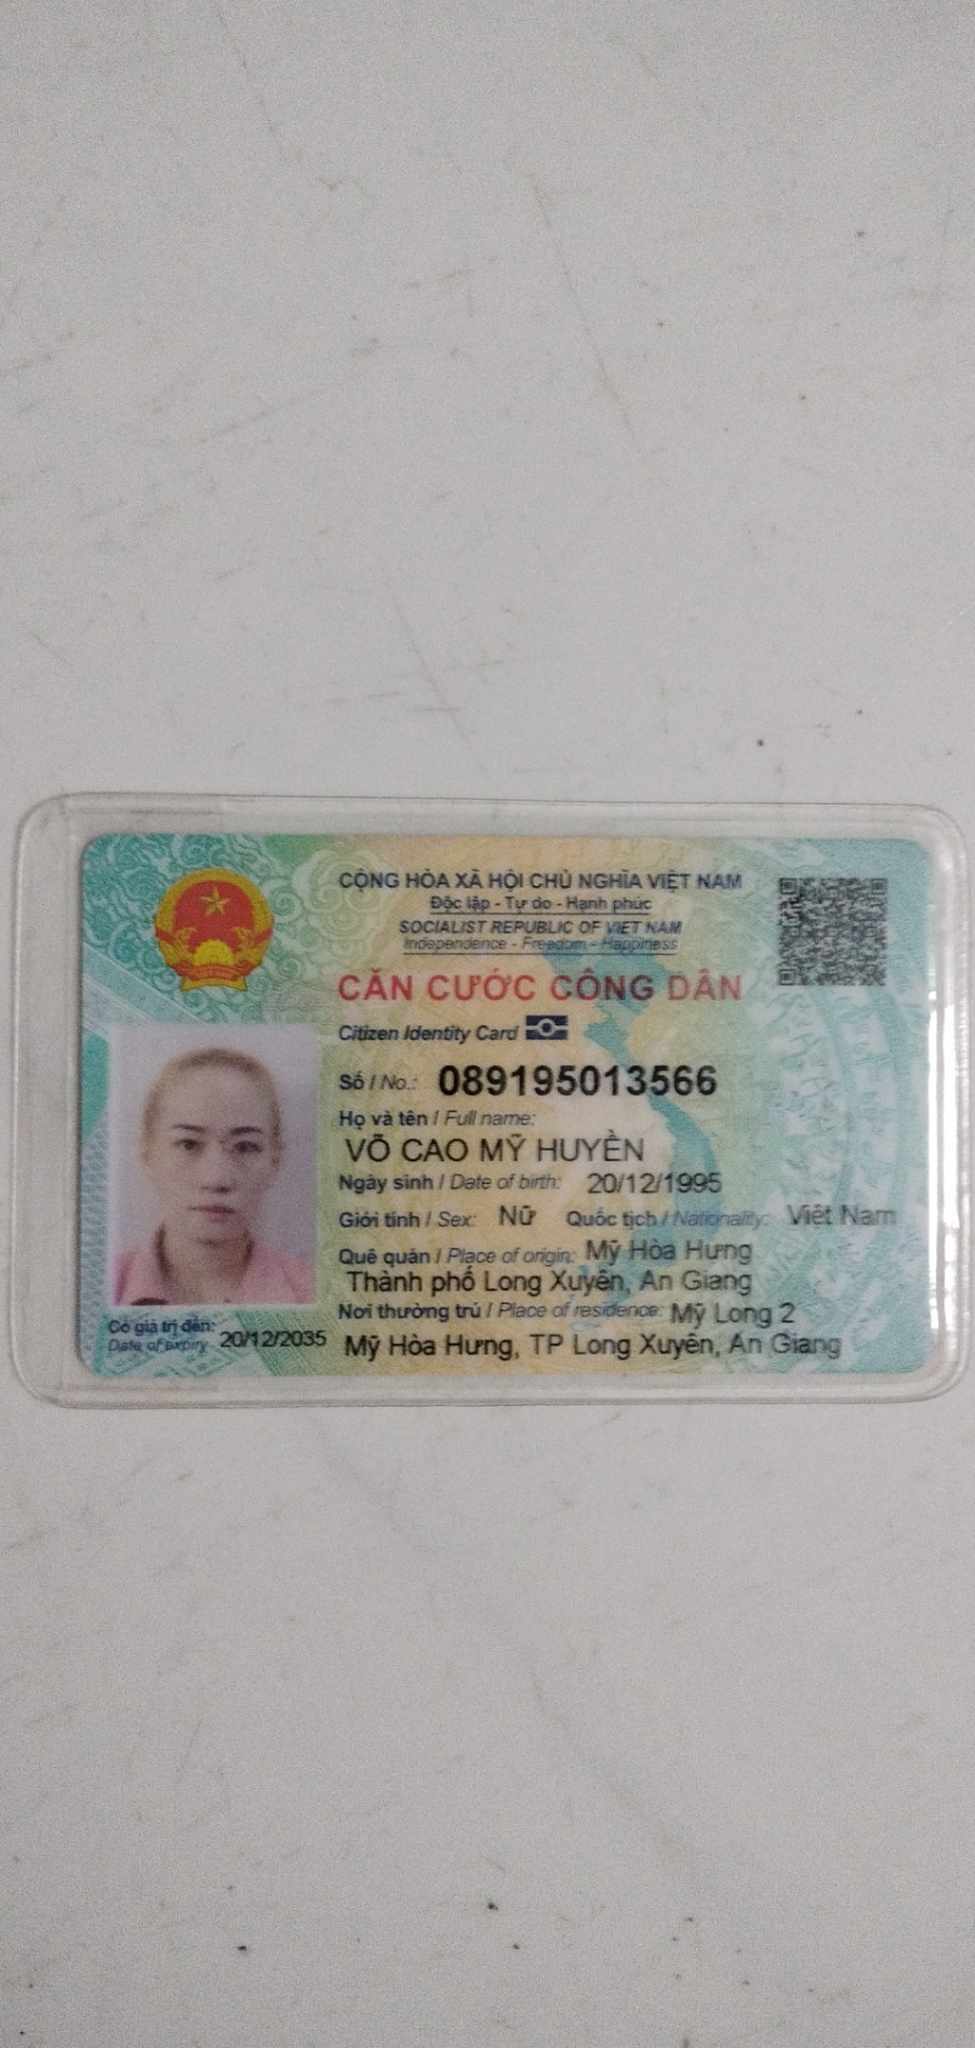 CỘNG HÒA XÃ HỘI CHỦ NGHĨA VIỆT NAM
Độc lập - Tự do - Hạnh phúc
SOCIALIST REPUBLIC OF VIET NAM
Independence - Freedom - Happiness
CĂN CƯỚC CÔNG DÂN
Citizen Identity Card
Số / No.: 089195013566
Họ và tên / Full name:
VÕ CAO MỸ HUYỀN
Ngày sinh / Date of birth: 20/12/1995
Giới tính / Sex: Nữ Quốc tịch / Nationality: Việt Nam
Quê quán / Place of origin: Mỹ Hòa Hưng
Thành phố Long Xuyên, An Giang
Nơi thường trú / Place of residence: Mỹ Long 2
Mỹ Hòa Hưng, TP Long Xuyên, An Giang
Có giá trị đến: 20/12/2035
Date of expiry